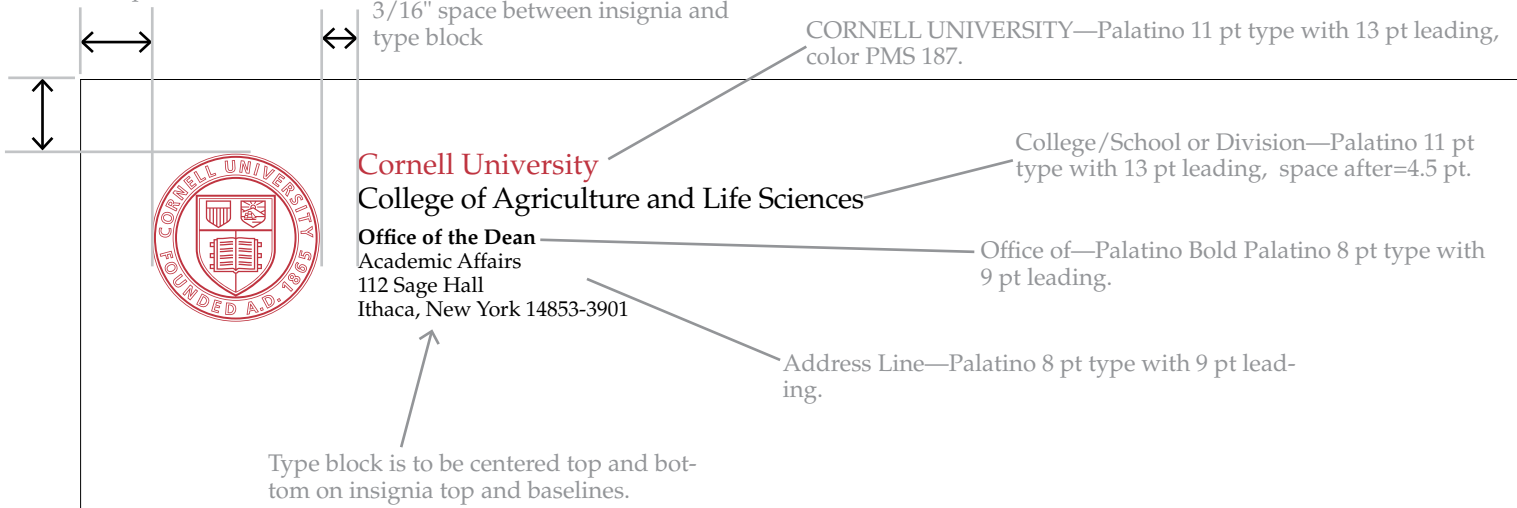 3/16" space between insignia and
type block
CORNELL UNIVERSITY—Palatino 11 pt type with 13 pt leading,
color PMS 187.
College/School or Division—Palatino 11 pt
type with 13 pt leading, space after=4.5 pt.
CORNELL UNIVERSITY
FOUNDED A.D. 1865
Cornell University
College of Agriculture and Life Sciences
Office of the Dean
Academic Affairs
112 Sage Hall
Ithaca, New York 14853-3901
Office of—Palatino Bold Palatino 8 pt type with
9 pt leading.
Address Line—Palatino 8 pt type with 9 pt lead-
ing.
Type block is to be centered top and bot-
tom on insignia top and baselines.